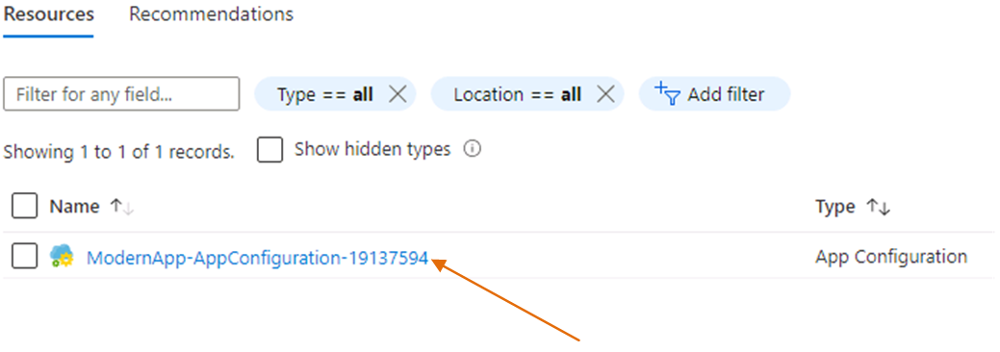 Resources Recommendations
Filter for any field... Type == all Location == all Add filter
Showing 1 to 1 of 1 records. Show hidden types
Name Type
ModernApp-AppConfiguration-19137594 App Configuration